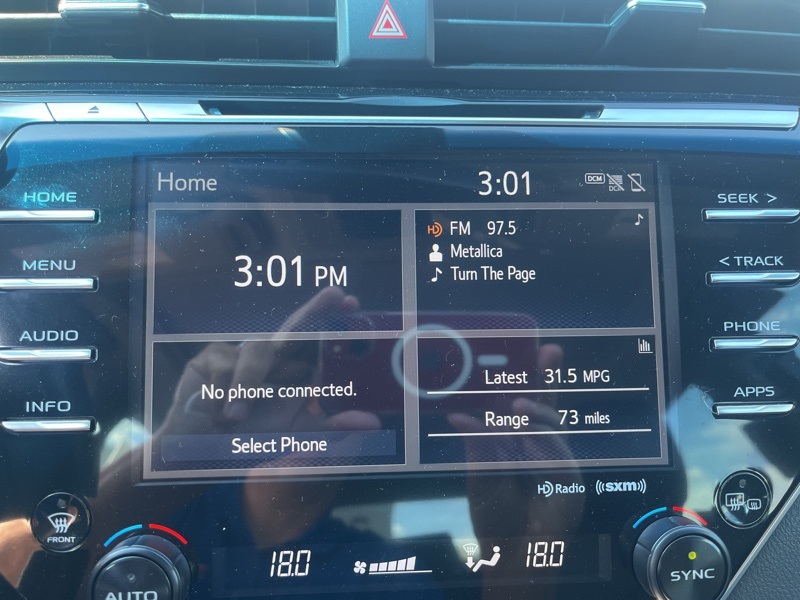 Home 3:01 DCM DCM
HOME
MENU
AUDIO
INFO
3:01 PM
HD FM 97.5
Metallica
Turn The Page
No phone connected.
Select Phone
Latest 31.5 MPG
Range 73 miles
SEEK >
< TRACK
PHONE
APPS
HD Radio ((sxm))
FRONT
18.0 18.0
AUTO
SYNC